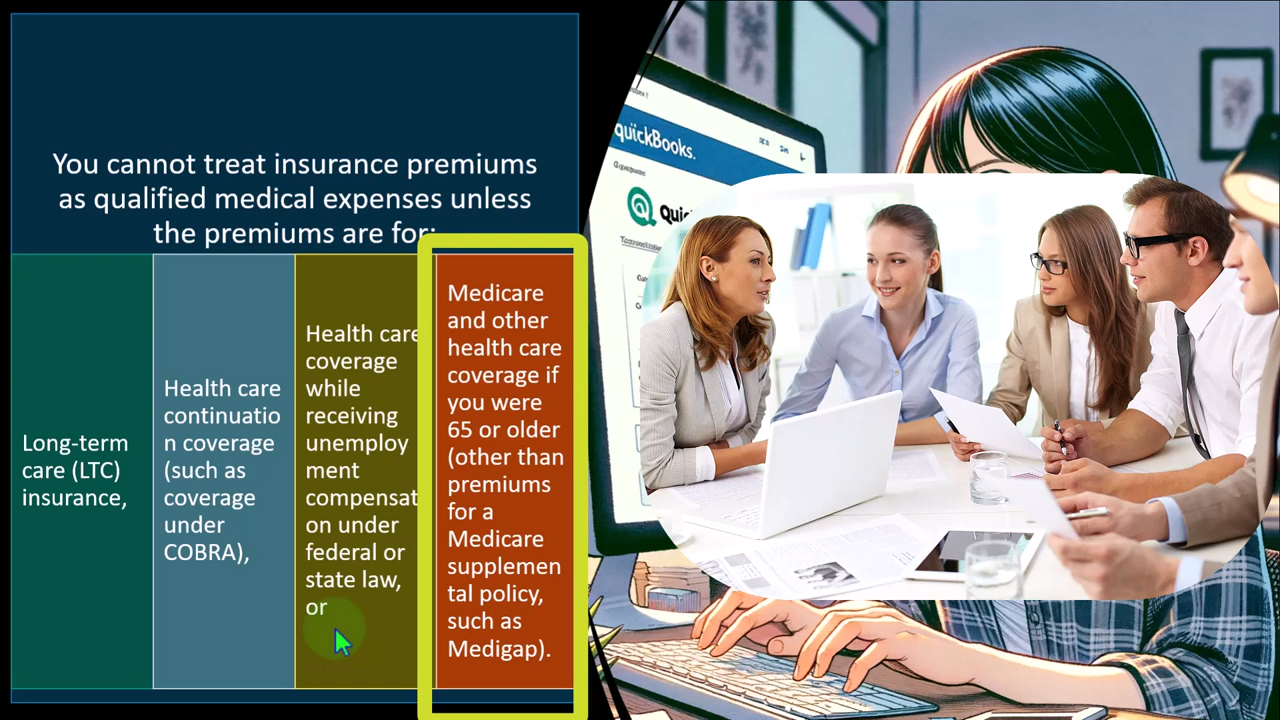 You cannot treat insurance premiums
as qualified medical expenses unless
the premiums are for:
Long-term
care (LTC)
insurance,
Health care
continuatio
n coverage
(such as
coverage
under
COBRA),
Health care
coverage
while
receiving
unemploy
ment
compensat
on under
federal or
state law,
or
Medicare
and other
health care
coverage if
you were
65 or older
(other than
premiums
for a
Medicare
supplemen
tal policy,
such as
Medigap).
quickBooks.
Quic